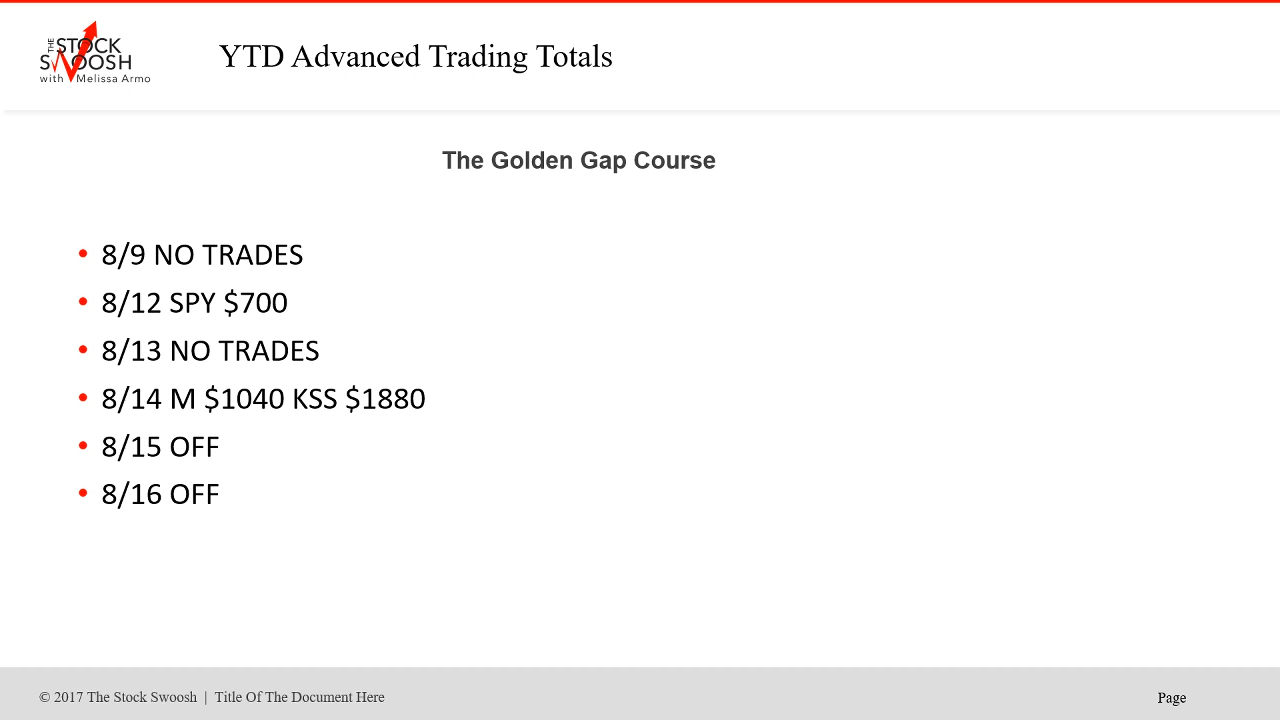 THE STOCK
SWOOSH
with Melissa Armo
YTD Advanced Trading Totals
The Golden Gap Course
• 8/9 NO TRADES
• 8/12 SPY $700
• 8/13 NO TRADES
• 8/14 M $1040 KSS $1880
• 8/15 OFF
• 8/16 OFF
© 2017 The Stock Swoosh | Title Of The Document Here
Page